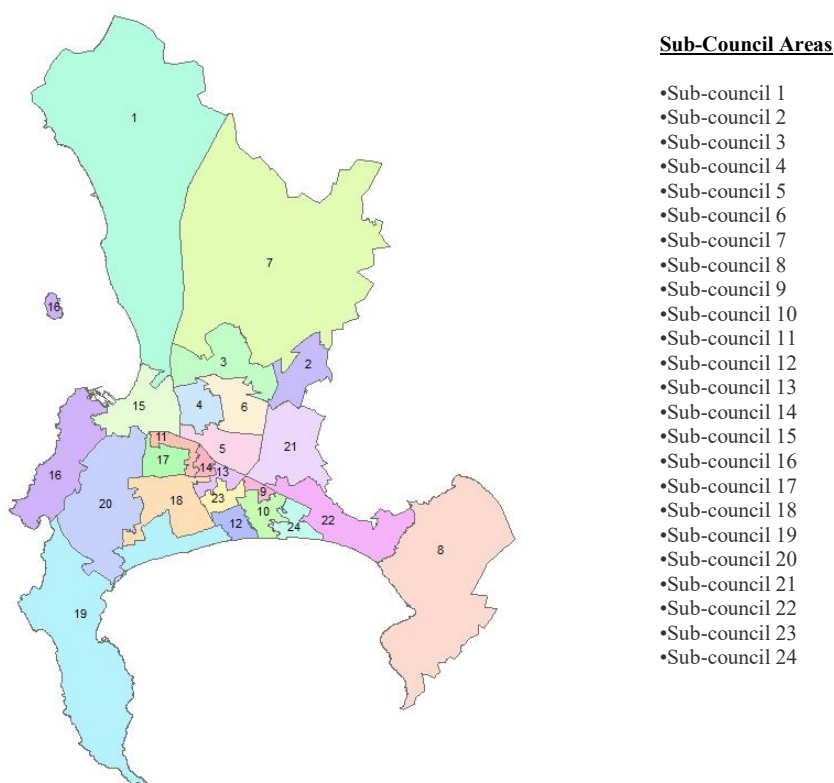 Sub-Council Areas
•Sub-council 1
•Sub-council 2
•Sub-council 3
•Sub-council 4
•Sub-council 5
•Sub-council 6
•Sub-council 7
•Sub-council 8
•Sub-council 9
•Sub-council 10
•Sub-council 11
•Sub-council 12
•Sub-council 13
•Sub-council 14
•Sub-council 15
•Sub-council 16
•Sub-council 17
•Sub-council 18
•Sub-council 19
•Sub-council 20
•Sub-council 21
•Sub-council 22
•Sub-council 23
•Sub-council 24
1
7
16
3
2
4
6
15
11
5
21
17
14
13
16
20
18
23
9
10
22
12
24
8
19